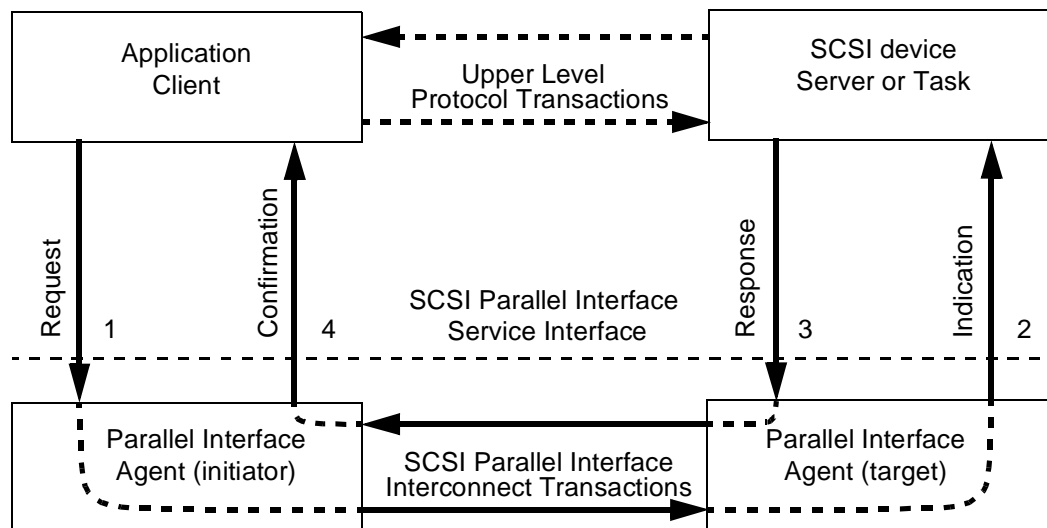 Application
Client
Upper Level
Protocol Transactions
SCSI device
Server or Task
Request
1
Confirmation
4
SCSI Parallel Interface
Service Interface
Response
3
Indication
2
Parallel Interface
Agent (initiator)
SCSI Parallel Interface
Interconnect Transactions
Parallel Interface
Agent (target)